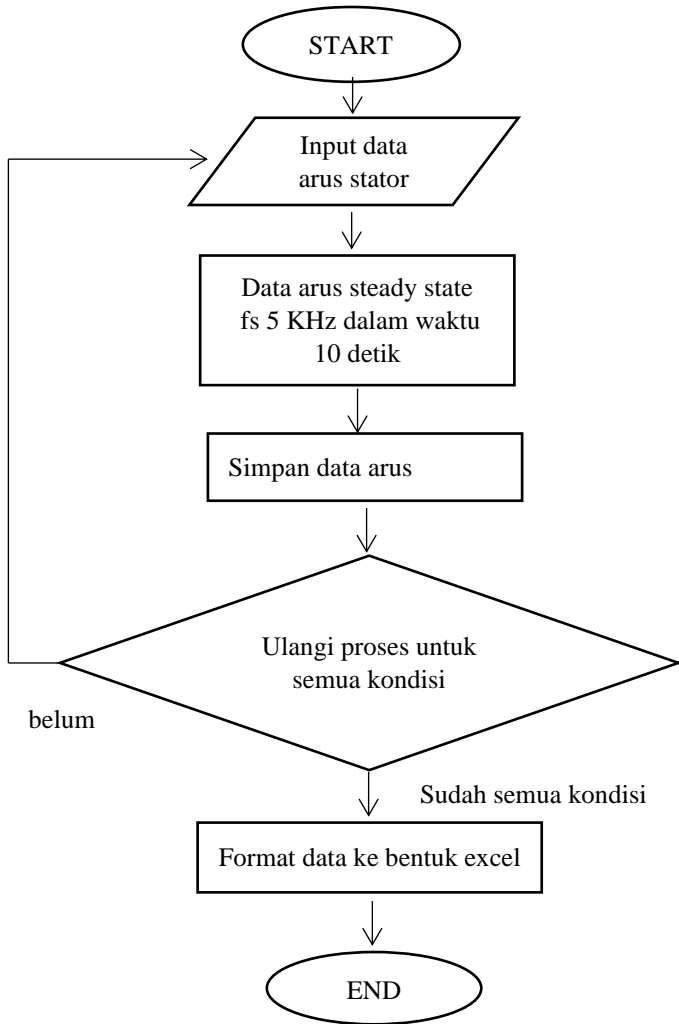 START
Input data
arus stator
Data arus steady state
fs 5 KHz dalam waktu
10 detik
Simpan data arus
Ulangi proses untuk
semua kondisi
belum
Sudah semua kondisi
Format data ke bentuk excel
END